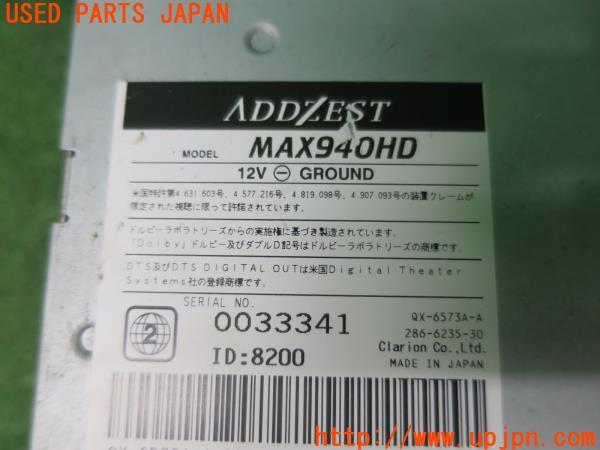 USED PARTS JAPAN
ADDZEST
MODEL MAX940HD
12V ⊖ GROUND
米国特許第4.631.603号、4.577.216号、4.819.098号、4.907.093号の装置クレームが
限定された視聴に限って許諾されています。
ドルビーラボラトリーズからの実施権に基づき製造されています。
「Dolby」ドルビー及びダブルD記号はドルビーラボラトリーズの商標です。
DTS及びDTS DIGITAL OUTは米国Digital Theater
Systems社の登録商標です。
SERIAL NO.
2
0033341
QX-6573A-A
286-6235-30
ID:8200
Clarion Co.,Ltd.
MADE IN JAPAN
USED PARTS JAPAN
http://www.upjpn.com/